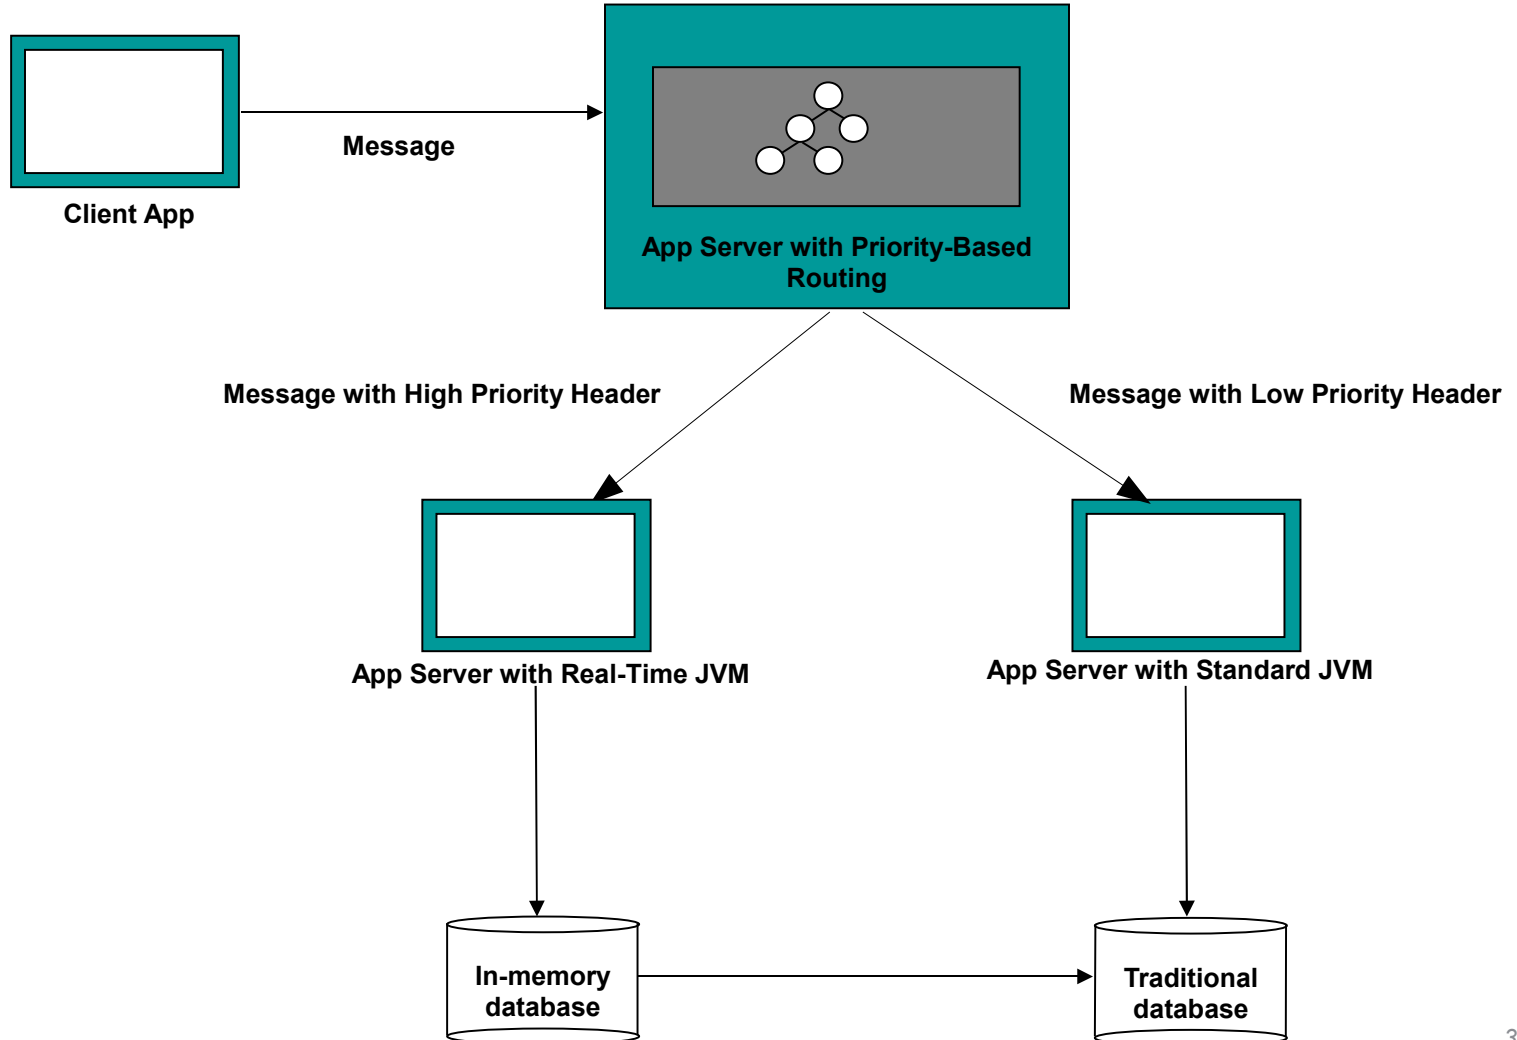 Message
Client App
App Server with Priority-Based
Routing
Message with High Priority Header
Message with Low Priority Header
App Server with Real-Time JVM
App Server with Standard JVM
In-memory
database
Traditional
database
3